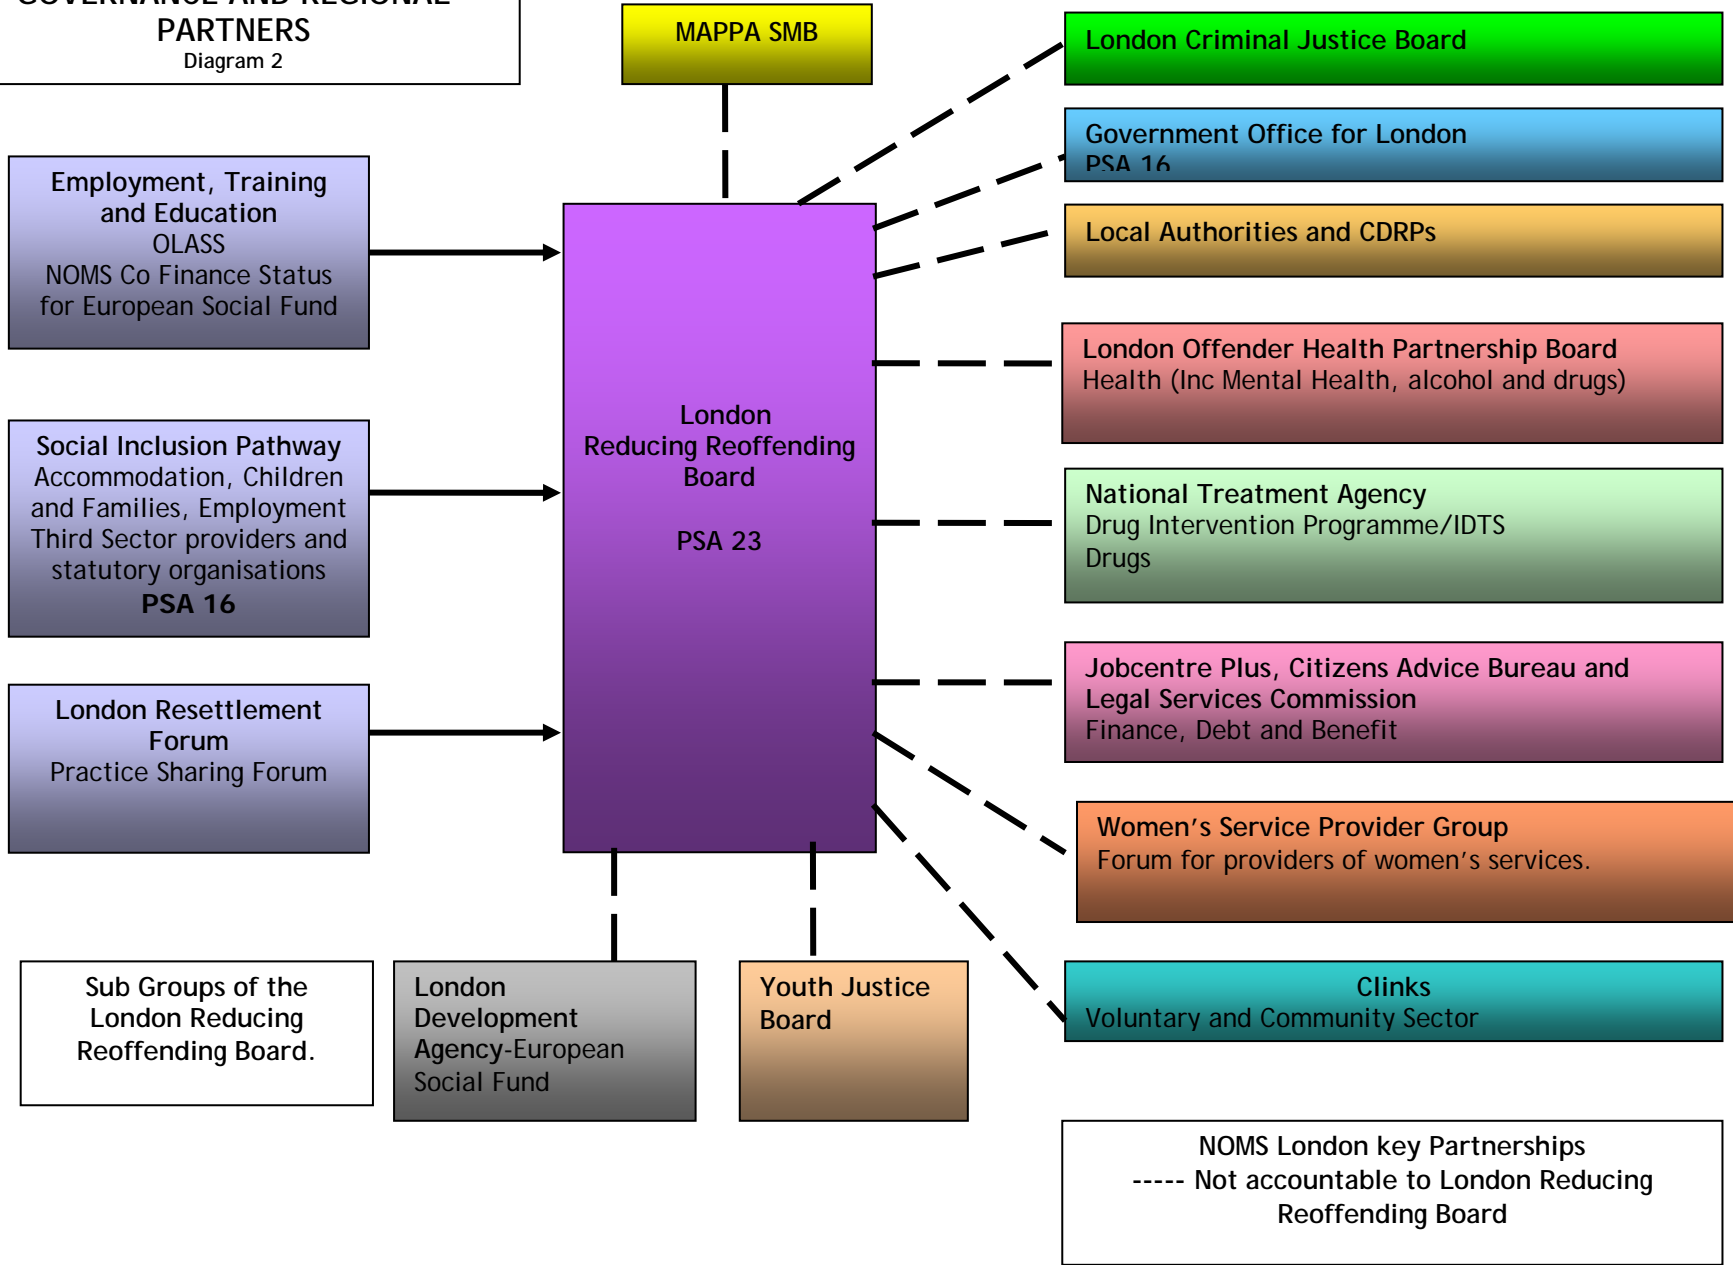 GOVERNANCE AND REGIONAL
PARTNERS
Diagram 2
MAPPA SMB
London Criminal Justice Board
Government Office for London
PSA 16
Local Authorities and CDRPs
Employment, Training
and Education
OLASS
NOMS Co Finance Status
for European Social Fund
London Offender Health Partnership Board
Health (Inc Mental Health, alcohol and drugs)
Social Inclusion Pathway
Accommodation, Children
and Families, Employment
Third Sector providers and
statutory organisations
PSA 16
London
Reducing Reoffending
Board
PSA 23
National Treatment Agency
Drug Intervention Programme/IDTS
Drugs
London Resettlement
Forum
Practice Sharing Forum
Jobcentre Plus, Citizens Advice Bureau and
Legal Services Commission
Finance, Debt and Benefit
Women's Service Provider Group
Forum for providers of women's services.
Sub Groups of the
London Reducing
Reoffending Board.
London
Development
Agency-European
Social Fund
Youth Justice
Board
Clinks
Voluntary and Community Sector
NOMS London key Partnerships
----- Not accountable to London Reducing
Reoffending Board